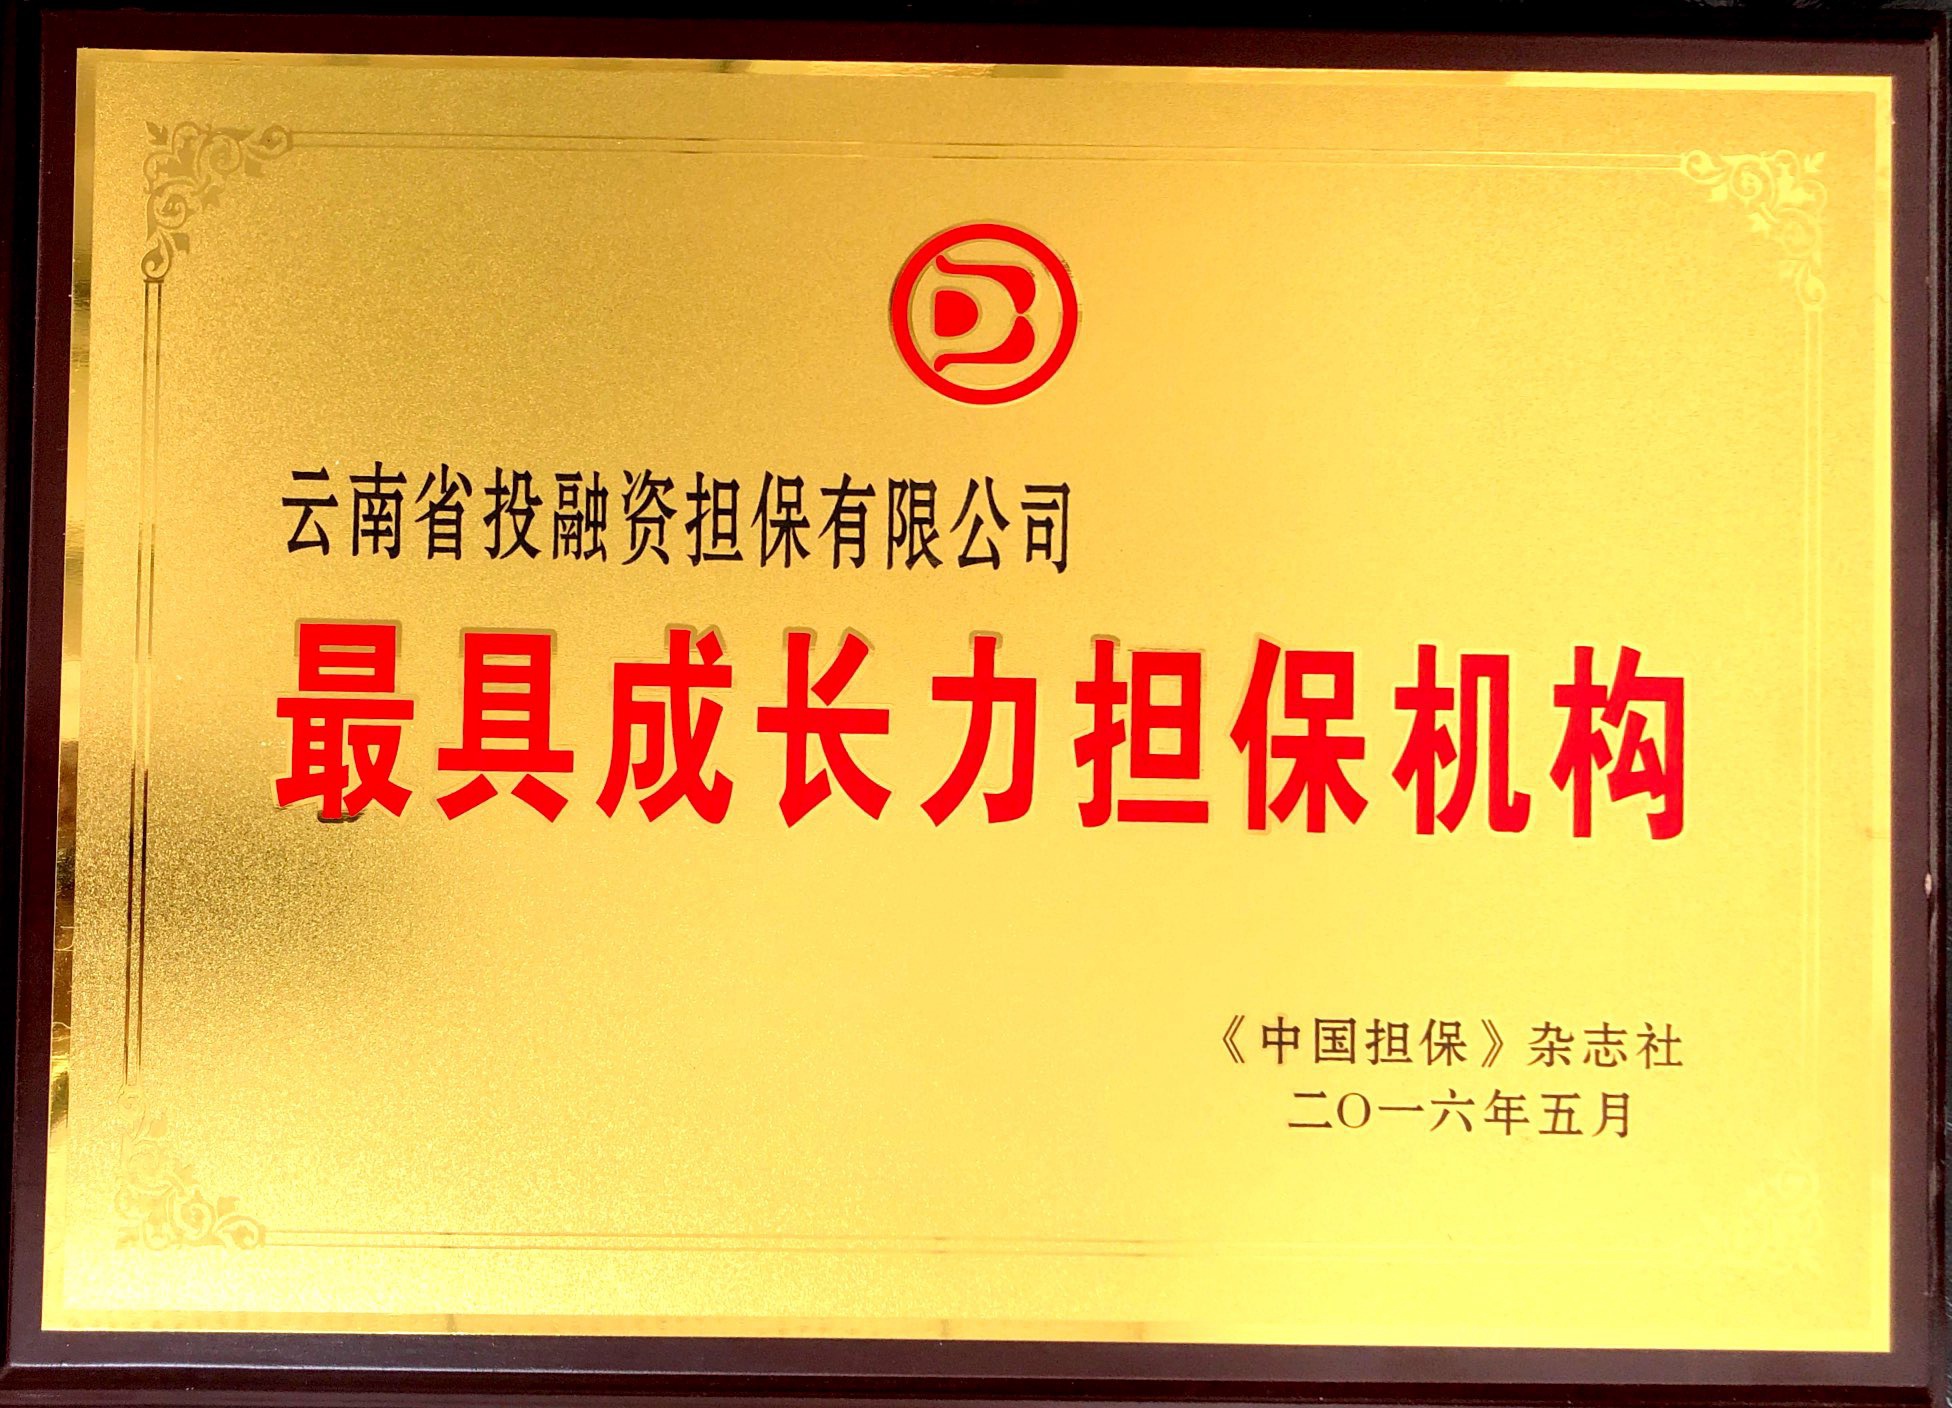 云南省投融资担保有限公司
最具成长力担保机构
《中国担保》杂志社
二〇一六年五月